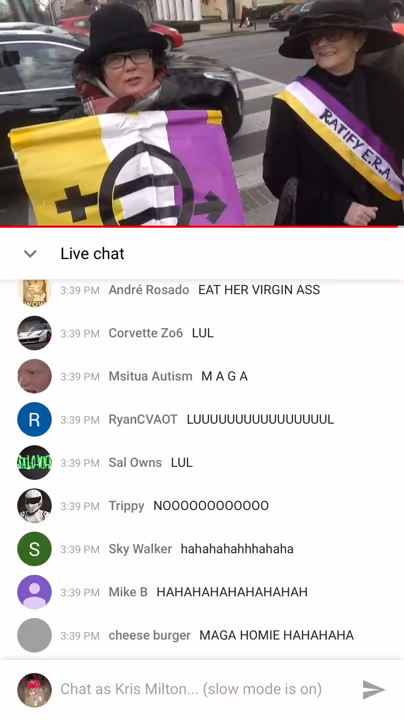 RATIFY E.R.A.
Live chat
3:39 PM André Rosado EAT HER VIRGIN ASS
3:39 PM Corvette Zo6 LUL
3:39 PM Msitua Autism M A G A
R 3:39 PM RyanCVAOT LUUUUUUUUUUUUUUUUL
3:39 PM Sal Owns LUL
3:39 PM Trippy NOOOOOOOOOOOO
S 3:39 PM Sky Walker hahahahahhhahaha
3:39 PM Mike B HAHAHAHAHAHAHAHAH
3:39 PM cheese burger MAGA HOMIE HAHAHAHA
Chat as Kris Milton... (slow mode is on)